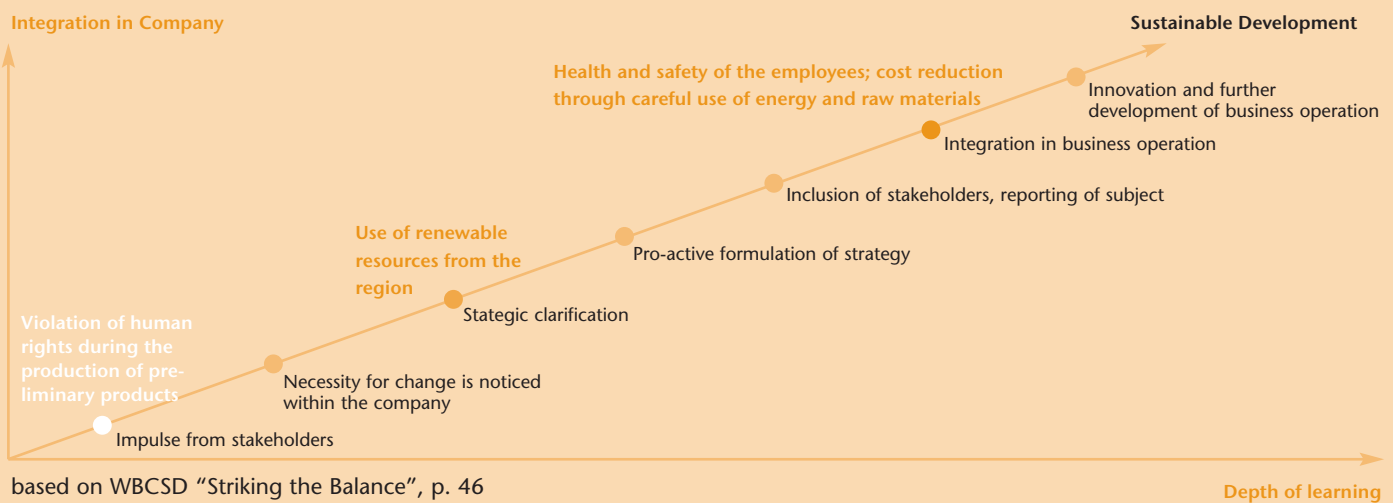 Integration in Company
Sustainable Development
Health and safety of the employees; cost reduction
through careful use of energy and raw materials
Innovation and further
development of business operation
Integration in business operation
Inclusion of stakeholders, reporting of subject
Use of renewable
resources from the
region
Pro-active formulation of strategy
Stategic clarification
Violation of human
rights during the
production of pre-
liminary products
Necessity for change is noticed
within the company
Impulse from stakeholders
based on WBCSD “Striking the Balance”, p. 46
Depth of learning